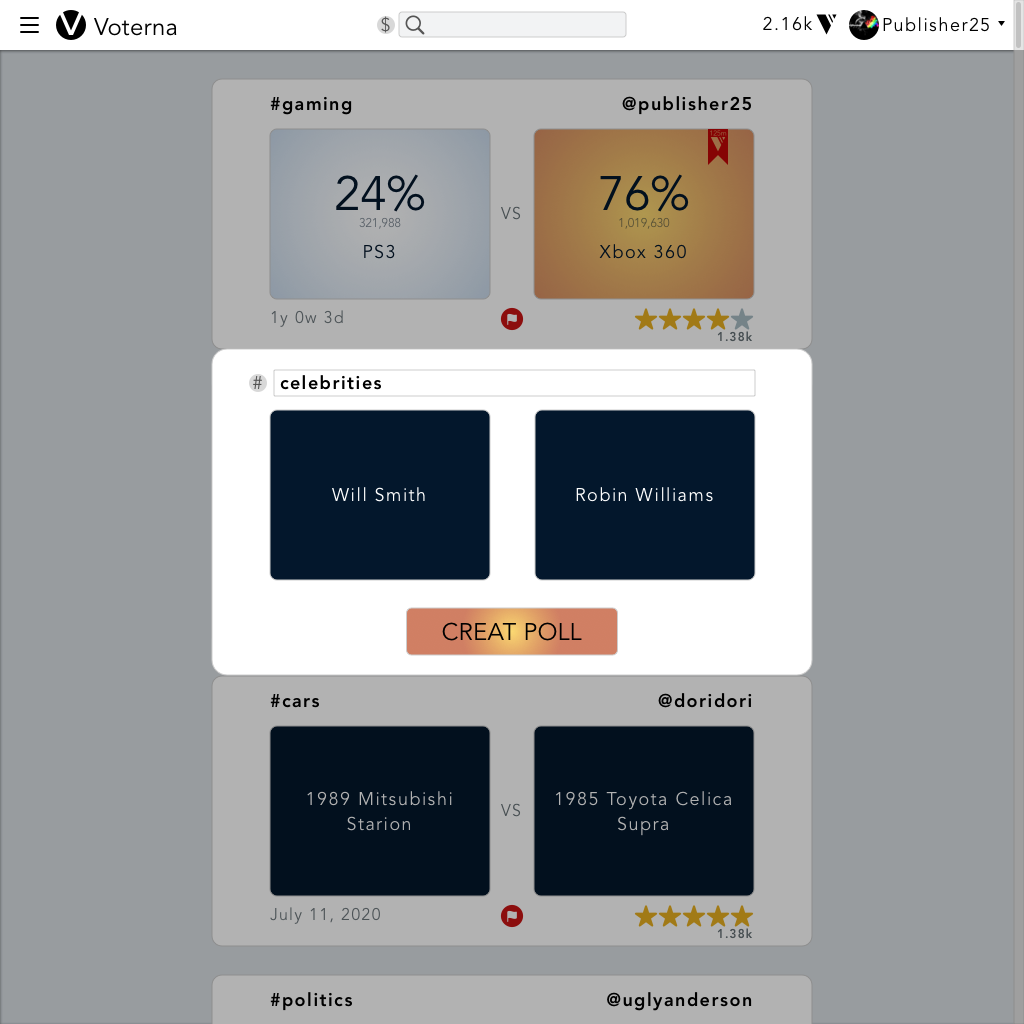 Voterna
$
2.16k
Publisher25
#gaming
@publisher25
125m
24%
321,988
PS3
VS
76%
1,019,630
Xbox 360
1y 0w 3d
1.38k
# celebrities
Will Smith
Robin Williams
CREAT POLL
#cars
@doridori
1989 Mitsubishi
Starion
VS
1985 Toyota Celica
Supra
July 11, 2020
1.38k
#politics
@uglyanderson